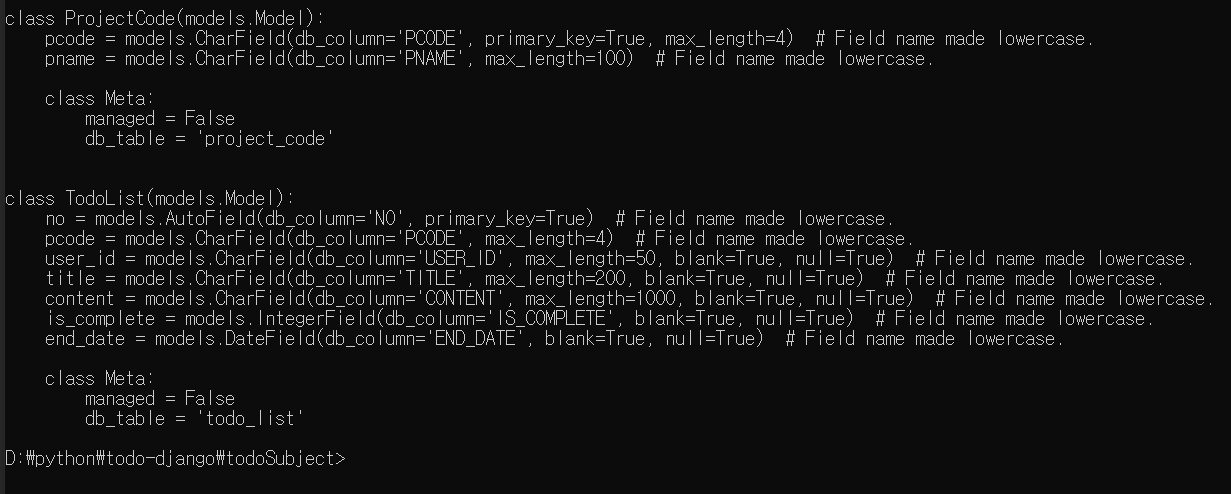 class ProjectCode(models.Model):
    pcode = models.CharField(db_column='PCODE', primary_key=True, max_length=4)  # Field name made lowercase.
    pname = models.CharField(db_column='PNAME', max_length=100)  # Field name made lowercase.

    class Meta:
        managed = False
        db_table = 'project_code'


class TodoList(models.Model):
    no = models.AutoField(db_column='NO', primary_key=True)  # Field name made lowercase.
    pcode = models.CharField(db_column='PCODE', max_length=4)  # Field name made lowercase.
    user_id = models.CharField(db_column='USER_ID', max_length=50, blank=True, null=True)  # Field name made lowercase.
    title = models.CharField(db_column='TITLE', max_length=200, blank=True, null=True)  # Field name made lowercase.
    content = models.CharField(db_column='CONTENT', max_length=1000, blank=True, null=True)  # Field name made lowercase.
    is_complete = models.IntegerField(db_column='IS_COMPLETE', blank=True, null=True)  # Field name made lowercase.
    end_date = models.DateField(db_column='END_DATE', blank=True, null=True)  # Field name made lowercase.

    class Meta:
        managed = False
        db_table = 'todo_list'

D:₩python₩todo-django₩todoSubject>